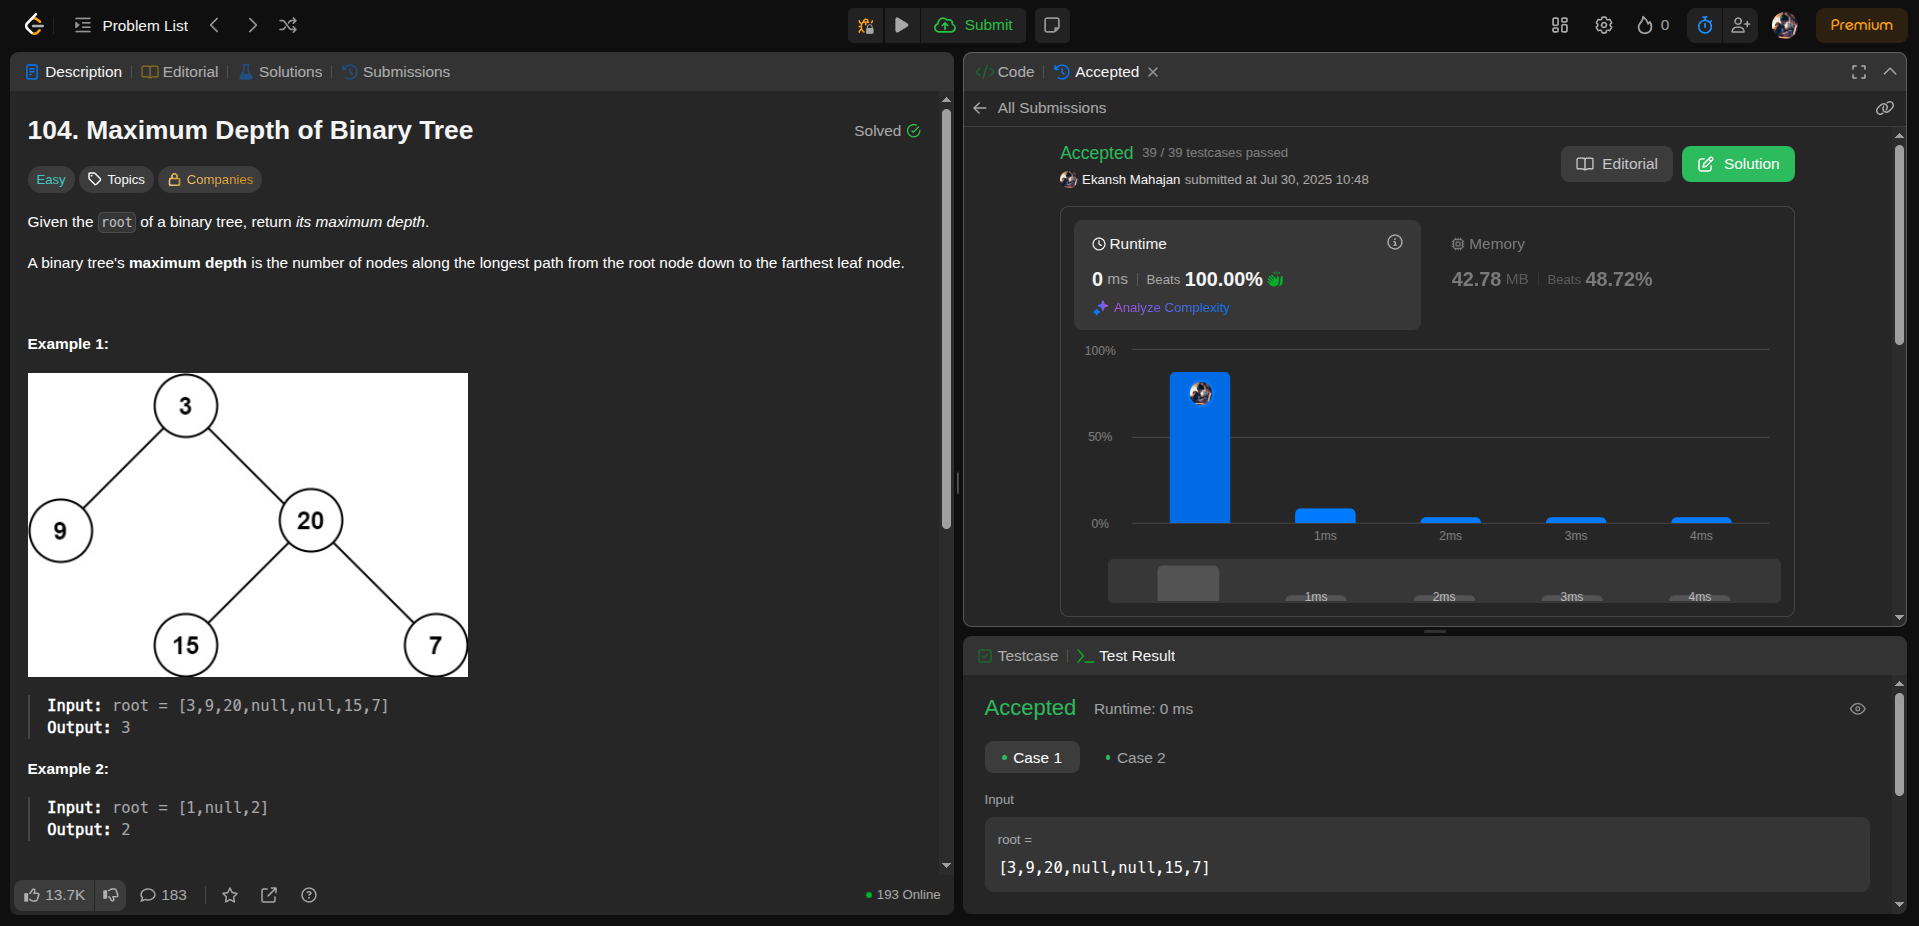 Problem List
Submit
0
Premium
Description
Editorial
Solutions
Submissions
104. Maximum Depth of Binary Tree
Solved
Easy
Topics
Companies
Given the root of a binary tree, return its maximum depth.
A binary tree's maximum depth is the number of nodes along the longest path from the root node down to the farthest leaf node.
Example 1:
3
9
20
15
7
Input: root = [3,9,20,null,null,15,7]
Output: 3
Example 2:
Input: root = [1,null,2]
Output: 2
13.7K
183
193 Online
Code
Accepted
All Submissions
Accepted 39 / 39 testcases passed
Ekansh Mahajan submitted at Jul 30, 2025 10:48
Editorial
Solution
Runtime
0 ms Beats 100.00%
Analyze Complexity
Memory
42.78 MB Beats 48.72%
100%
50%
0%
1ms
2ms
3ms
4ms
1ms
2ms
3ms
4ms
Testcase
Test Result
Accepted Runtime: 0 ms
Case 1
Case 2
Input
root =
[3,9,20,null,null,15,7]